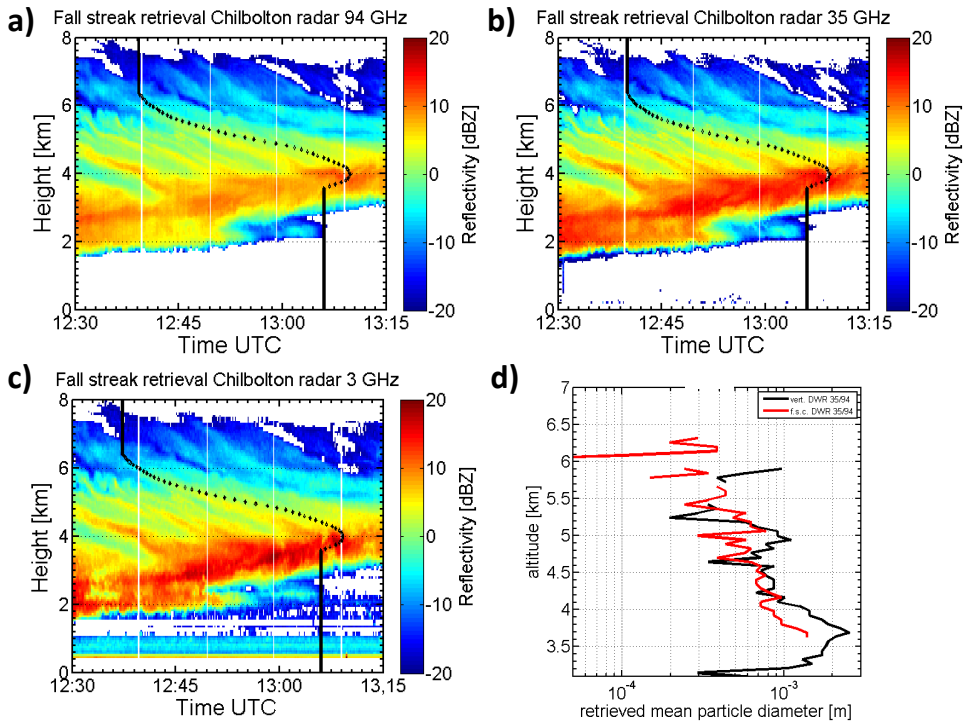 a)
Fall streak retrieval Chilbolton radar 94 GHz
8
6
4
2
0
Height [km]
12:30
12:45
13:00
13:15
Time UTC
20
10
0
-10
-20
Reflectivity [dBZ]
b)
Fall streak retrieval Chilbolton radar 35 GHz
8
6
4
2
0
Height [km]
12:30
12:45
13:00
13:15
Time UTC
20
10
0
-10
-20
Reflectivity [dBZ]
c)
Fall streak retrieval Chilbolton radar 3 GHz
8
6
4
2
0
Height [km]
12:30
12:45
13:00
13,15
Time UTC
20
10
0
-10
-20
Reflectivity [dBZ]
d)
7
6.5
6
5.5
5
4.5
4
3.5
altitude [km]
vert. DWR 35/94
f.s.c. DWR 35/94
10⁻⁴
10⁻³
retrieved mean particle diameter [m]